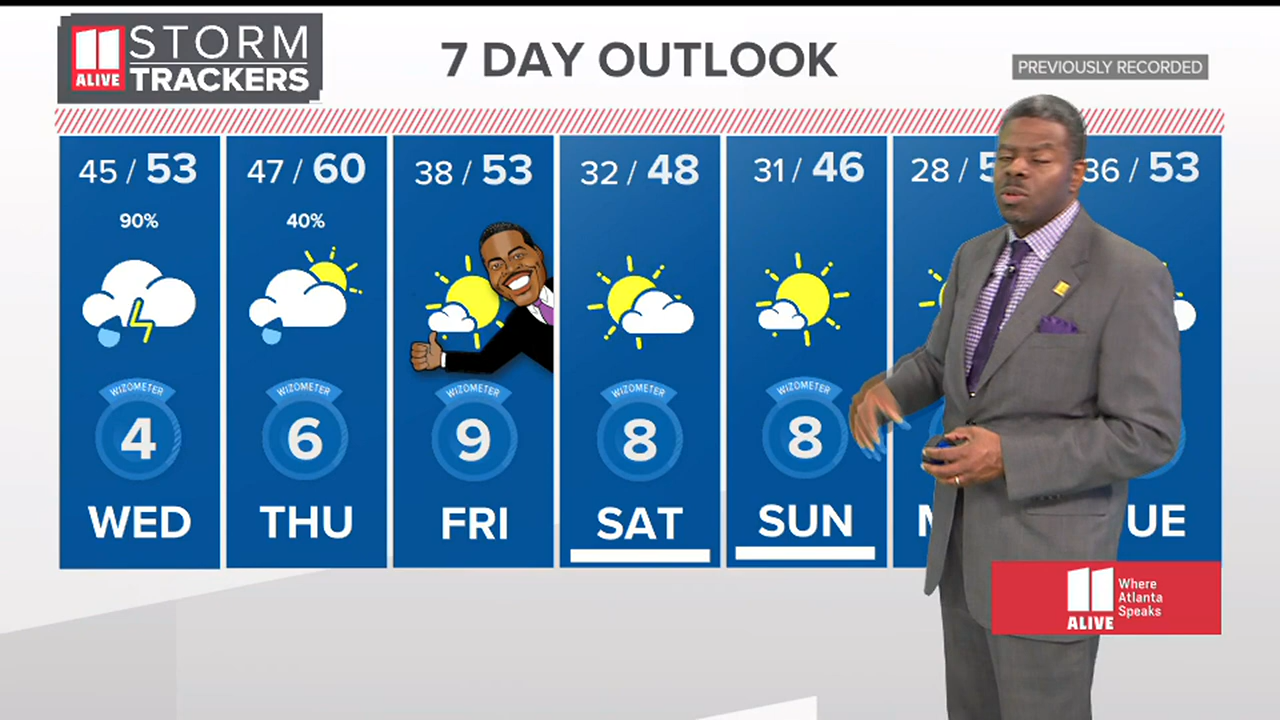 11 ALIVE
STORM
TRACKERS
7 DAY OUTLOOK
PREVIOUSLY RECORDED
45 / 53
47 / 60
38 / 53
32 / 48
31 / 46
28 / 5
36 / 53
90%
40%
WIZOMETER
WIZOMETER
WIZOMETER
WIZOMETER
WIZOMETER
4
6
9
8
8
WED
THU
FRI
SAT
SUN
UE
11 ALIVE
Where
Atlanta
Speaks